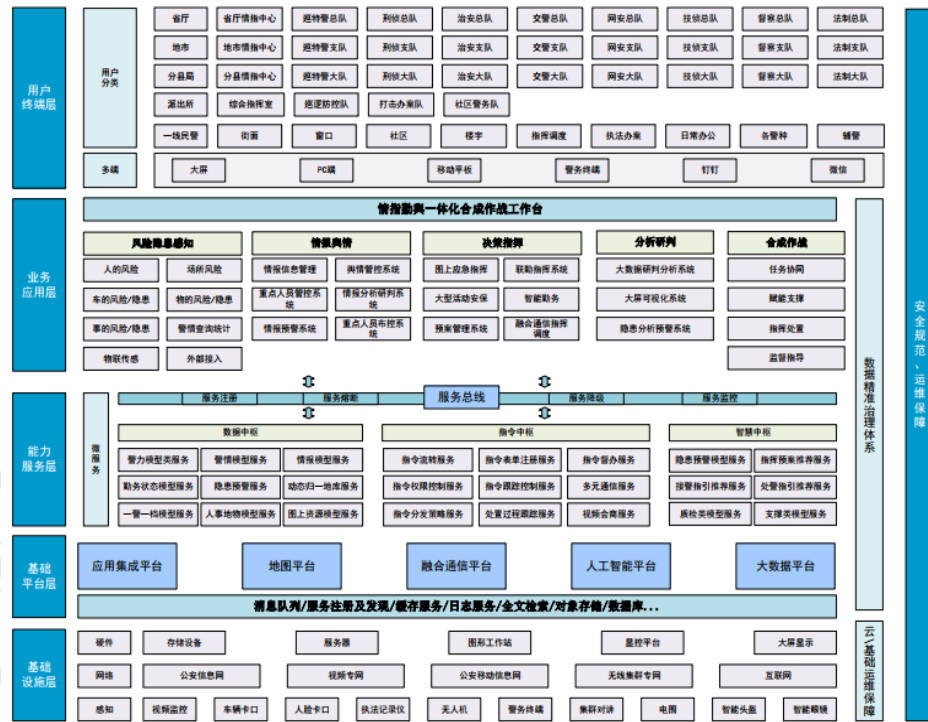 用户
终端层
用户
分类
省厅 省厅情指中心 巡特警总队 刑侦总队 治安总队 交警总队 网安总队 技侦总队 督察总队 法制总队
地市 地市情指中心 巡特警支队 刑侦支队 治安支队 交警支队 网安支队 技侦支队 督察支队 法制支队
分县局 分县情指中心 巡特警大队 刑侦大队 治安大队 交警大队 网安大队 技侦大队 督察大队 法制大队
派出所 综合指挥室 巡逻防控队 打击办案队 社区警务队
一线民警 街面 窗口 社区 楼宇 指挥调度 执法办案 日常办公 各警种 辅警
多端 大屏 PC端 移动平板 警务终端 钉钉 微信
业务
应用层
情指勤舆一体化合成作战工作台
风险隐患感知 情报舆情 决策指挥 分析研判 合成作战
人的风险 场所风险 情报信息管理 舆情管控系统 图上应急指挥 联勤指挥系统 大数据研判分析系统 任务协同
车的风险/隐患 物的风险/隐患 重点人员管控系统 情报分析研判系统 大型活动安保 智能勤务 大屏可视化系统 赋能支撑
事的风险/隐患 警情查询统计 情报预警系统 重点人员布控系统 预案管理系统 融合通信指挥调度 隐患分析预警系统 指挥处置
物联传感 外部接入 监督指导
能力
服务层
微服务
服务注册 服务熔断 服务总线 服务降级 服务监控
数据中枢 指令中枢 智慧中枢
警力模型类服务 警情模型服务 情报模型服务 指令流转服务 指令表单注册服务 指令督办服务 隐患预警模型服务 指挥预案推荐服务
勤务状态模型服务 隐患预警服务 动态归一地库服务 指令权限控制服务 指令跟踪控制服务 多元通信服务 接警指引推荐服务 处警指引推荐服务
一警一档模型服务 人事地物模型服务 图上资源模型服务 指令分发策略服务 处置过程跟踪服务 视频会商服务 质检类模型服务 支撑类模型服务
基础
平台层
应用集成平台 地图平台 融合通信平台 人工智能平台 大数据平台
消息队列/服务注册及发现/缓存服务/日志服务/全文检索/对象存储/数据库...
基础
设施层
硬件 存储设备 服务器 图形工作站 显控平台 大屏显示
网络 公安信息网 视频专网 公安移动信息网 无线集群专网 互联网
感知 视频监控 车辆卡口 人脸卡口 执法记录仪 无人机 警务终端 集群对讲 电围 智能头盔 智能眼镜
数据精准治理体系
云\基础运维保障
安全规范、运维保障